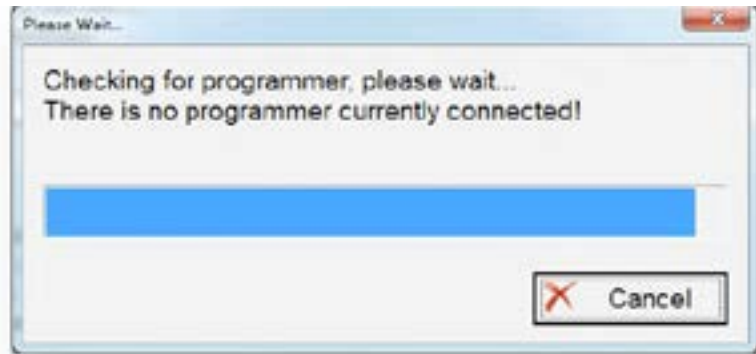 Please Wait...
Checking for programmer, please wait...
There is no programmer currently connected!
Cancel